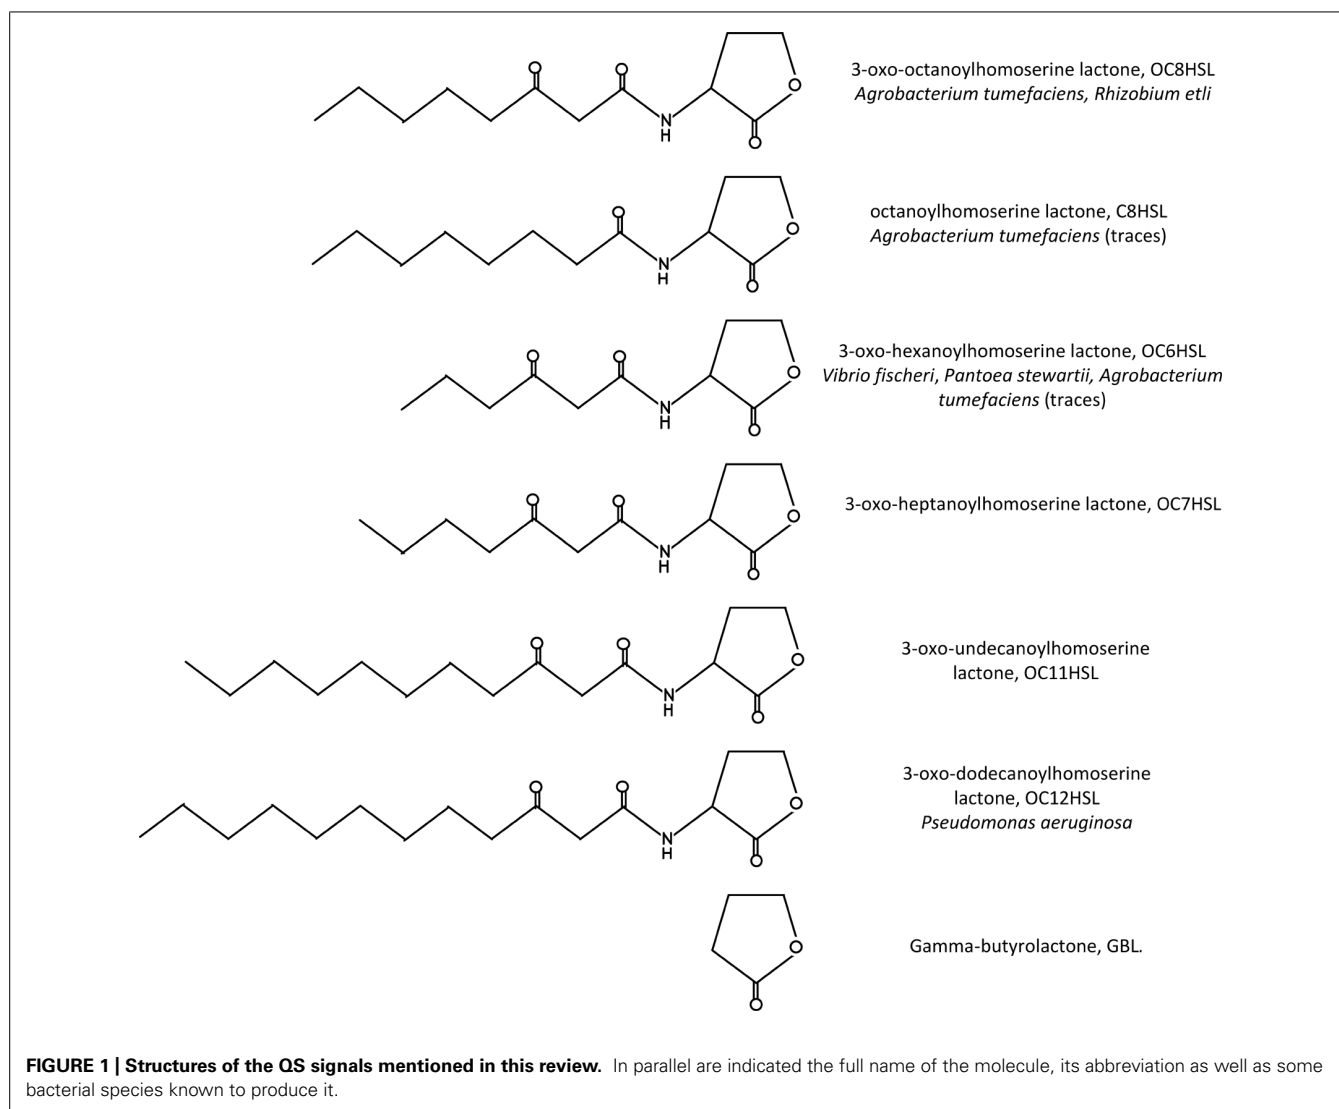 3-oxo-octanoylhomoserine lactone, OC8HSL
Agrobacterium tumefaciens, Rhizobium etli
O
O
O
N
H
O
octanoylhomoserine lactone, C8HSL
Agrobacterium tumefaciens (traces)
O
O
N
H
O
3-oxo-hexanoylhomoserine lactone, OC6HSL
Vibrio fischeri, Pantoea stewartii, Agrobacterium
tumefaciens (traces)
O
O
O
N
H
O
3-oxo-heptanoylhomoserine lactone, OC7HSL
O
O
O
N
H
O
3-oxo-undecanoylhomoserine
lactone, OC11HSL
O
O
O
N
H
O
3-oxo-dodecanoylhomoserine
lactone, OC12HSL
Pseudomonas aeruginosa
O
O
O
N
H
O
Gamma-butyrolactone, GBL.
O
O
FIGURE 1 | Structures of the QS signals mentioned in this review. In parallel are indicated the full name of the molecule, its abbreviation as well as some
bacterial species known to produce it.